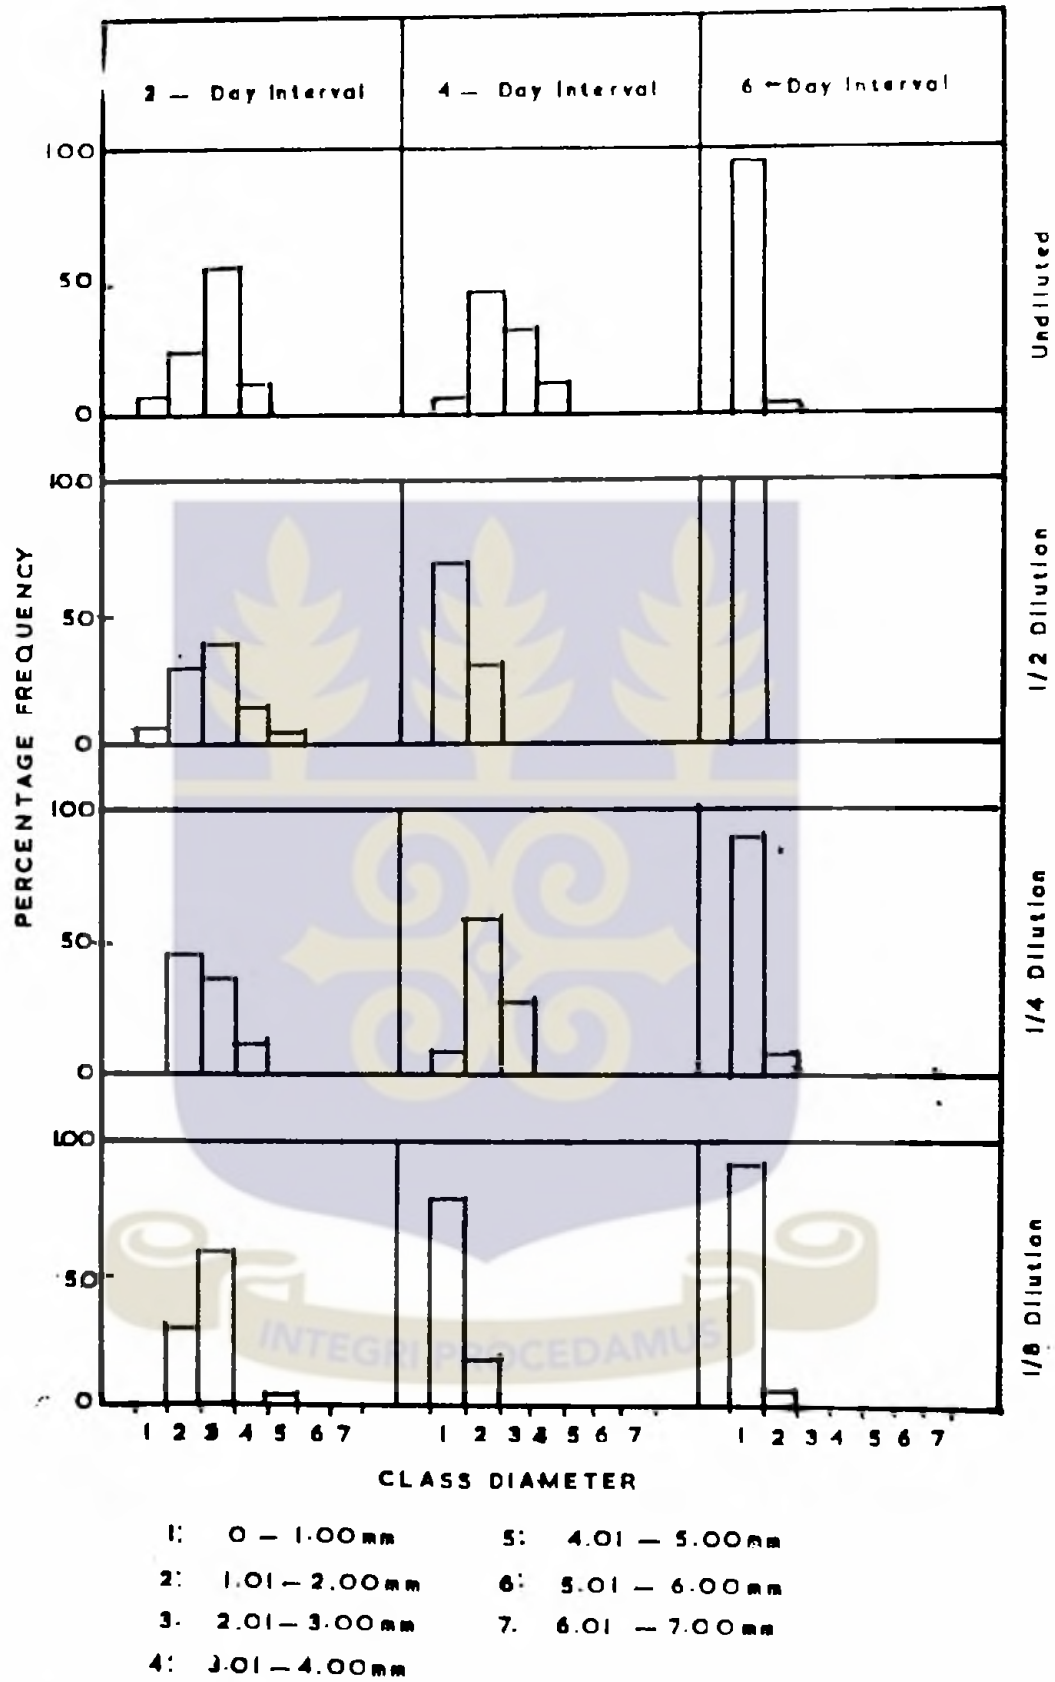 2 — Day Interval
4 — Day Interval
6 — Day Interval
100
50
0
Undiluted
100
50
0
1/2 Dilution
PERCENTAGE FREQUENCY
100
50
0
1/4 Dilution
100
50
0
1/8 Dilution
INTEGRI PROCEDAMUS
1 2 3 4 5 6 7 1 2 3 4 5 6 7 1 2 3 4 5 6 7
CLASS DIAMETER
1: 0 — 1.00mm 5: 4.01 — 5.00mm
2: 1.01 — 2.00mm 6: 5.01 — 6.00mm
3. 2.01 — 3.00mm 7. 6.01 — 7.00mm
4: 3.01 — 4.00mm